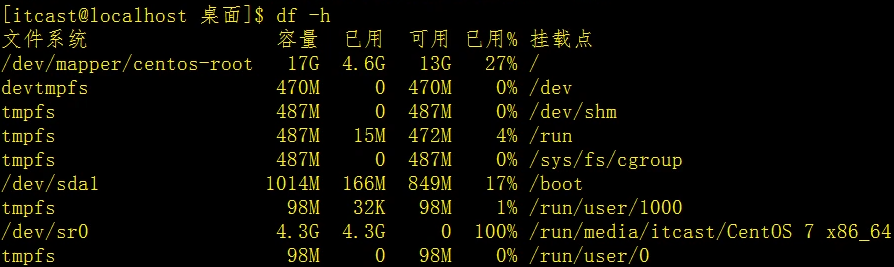 [itcast@localhost 桌面]$ df -h
文件系统 容量 已用 可用 已用% 挂载点
/dev/mapper/centos-root 17G 4.6G 13G 27% /
devtmpfs 470M 0 470M 0% /dev
tmpfs 487M 0 487M 0% /dev/shm
tmpfs 487M 15M 472M 4% /run
tmpfs 487M 0 487M 0% /sys/fs/cgroup
/dev/sda1 1014M 166M 849M 17% /boot
tmpfs 98M 32K 98M 1% /run/user/1000
/dev/sr0 4.3G 4.3G 0 100% /run/media/itcast/CentOS 7 x86_64
tmpfs 98M 0 98M 0% /run/user/0